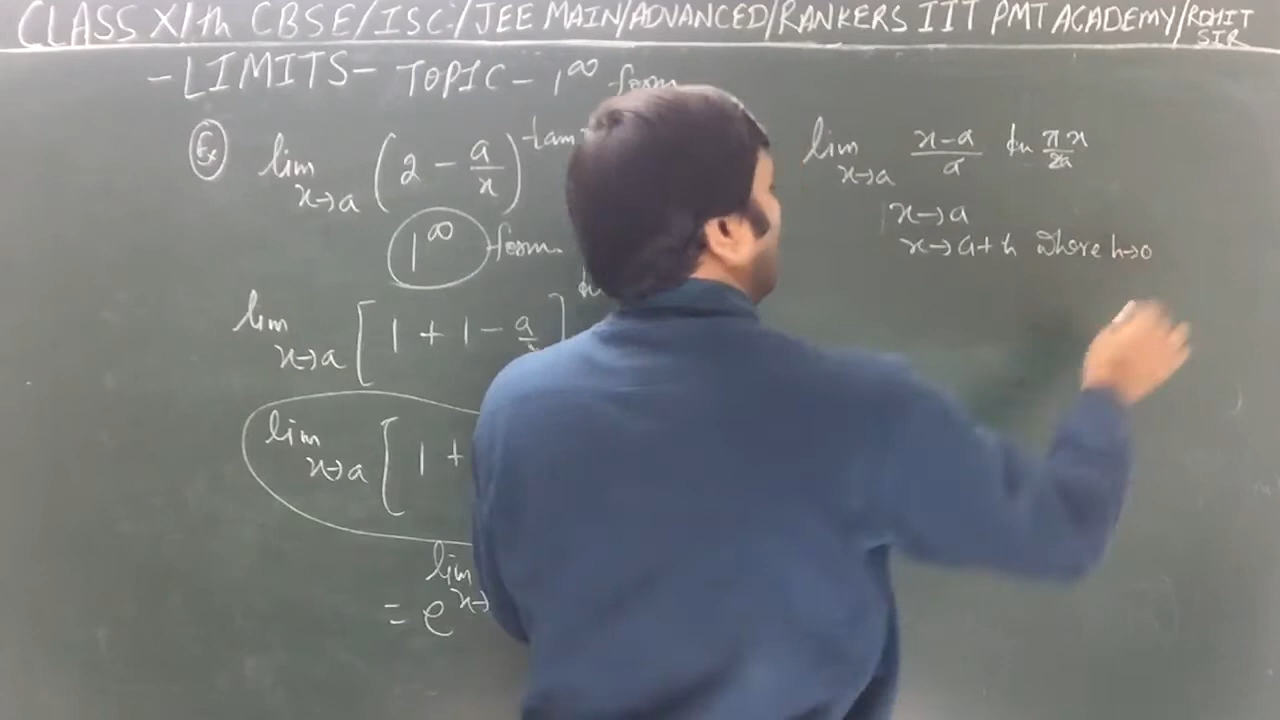 CLASS XIth CBSE/ISC/JEE MAIN/ADVANCED/RANKERS IIT PMT ACADEMY/ROHIT SIR
- LIMITS - TOPIC - 1^∞ form
Ex lim x→a (2 - a/x)^tan
1^∞ form
lim x→a [1 + 1 - a/x]
lim x→a [1 +
= e^lim x→
lim x→a (x-a)/a tan πx/2a
x→a
x→a+h where h→0